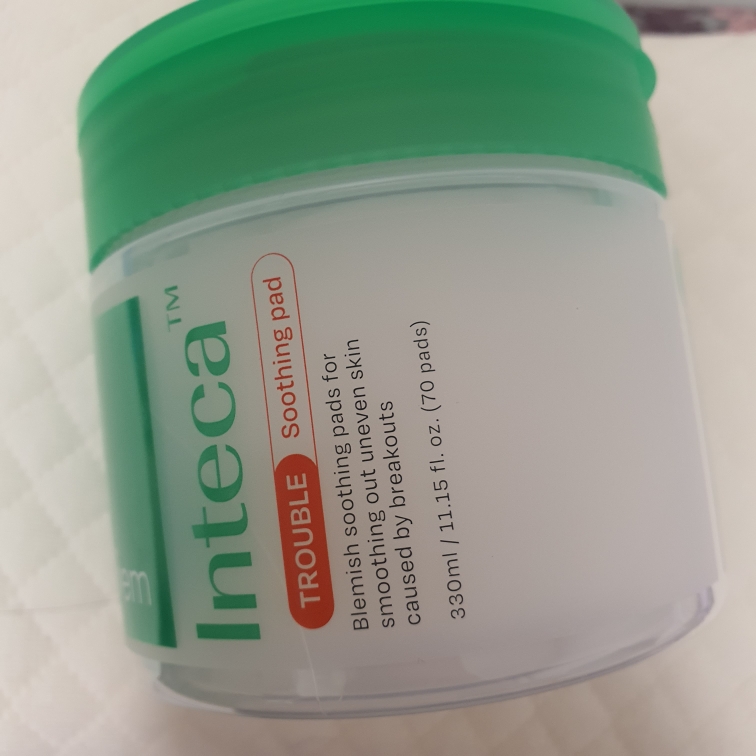 Inteca™
TROUBLE Soothing pad
Blemish soothing pads for
smoothing out uneven skin
caused by breakouts
330ml / 11.15 fl. oz. (70 pads)